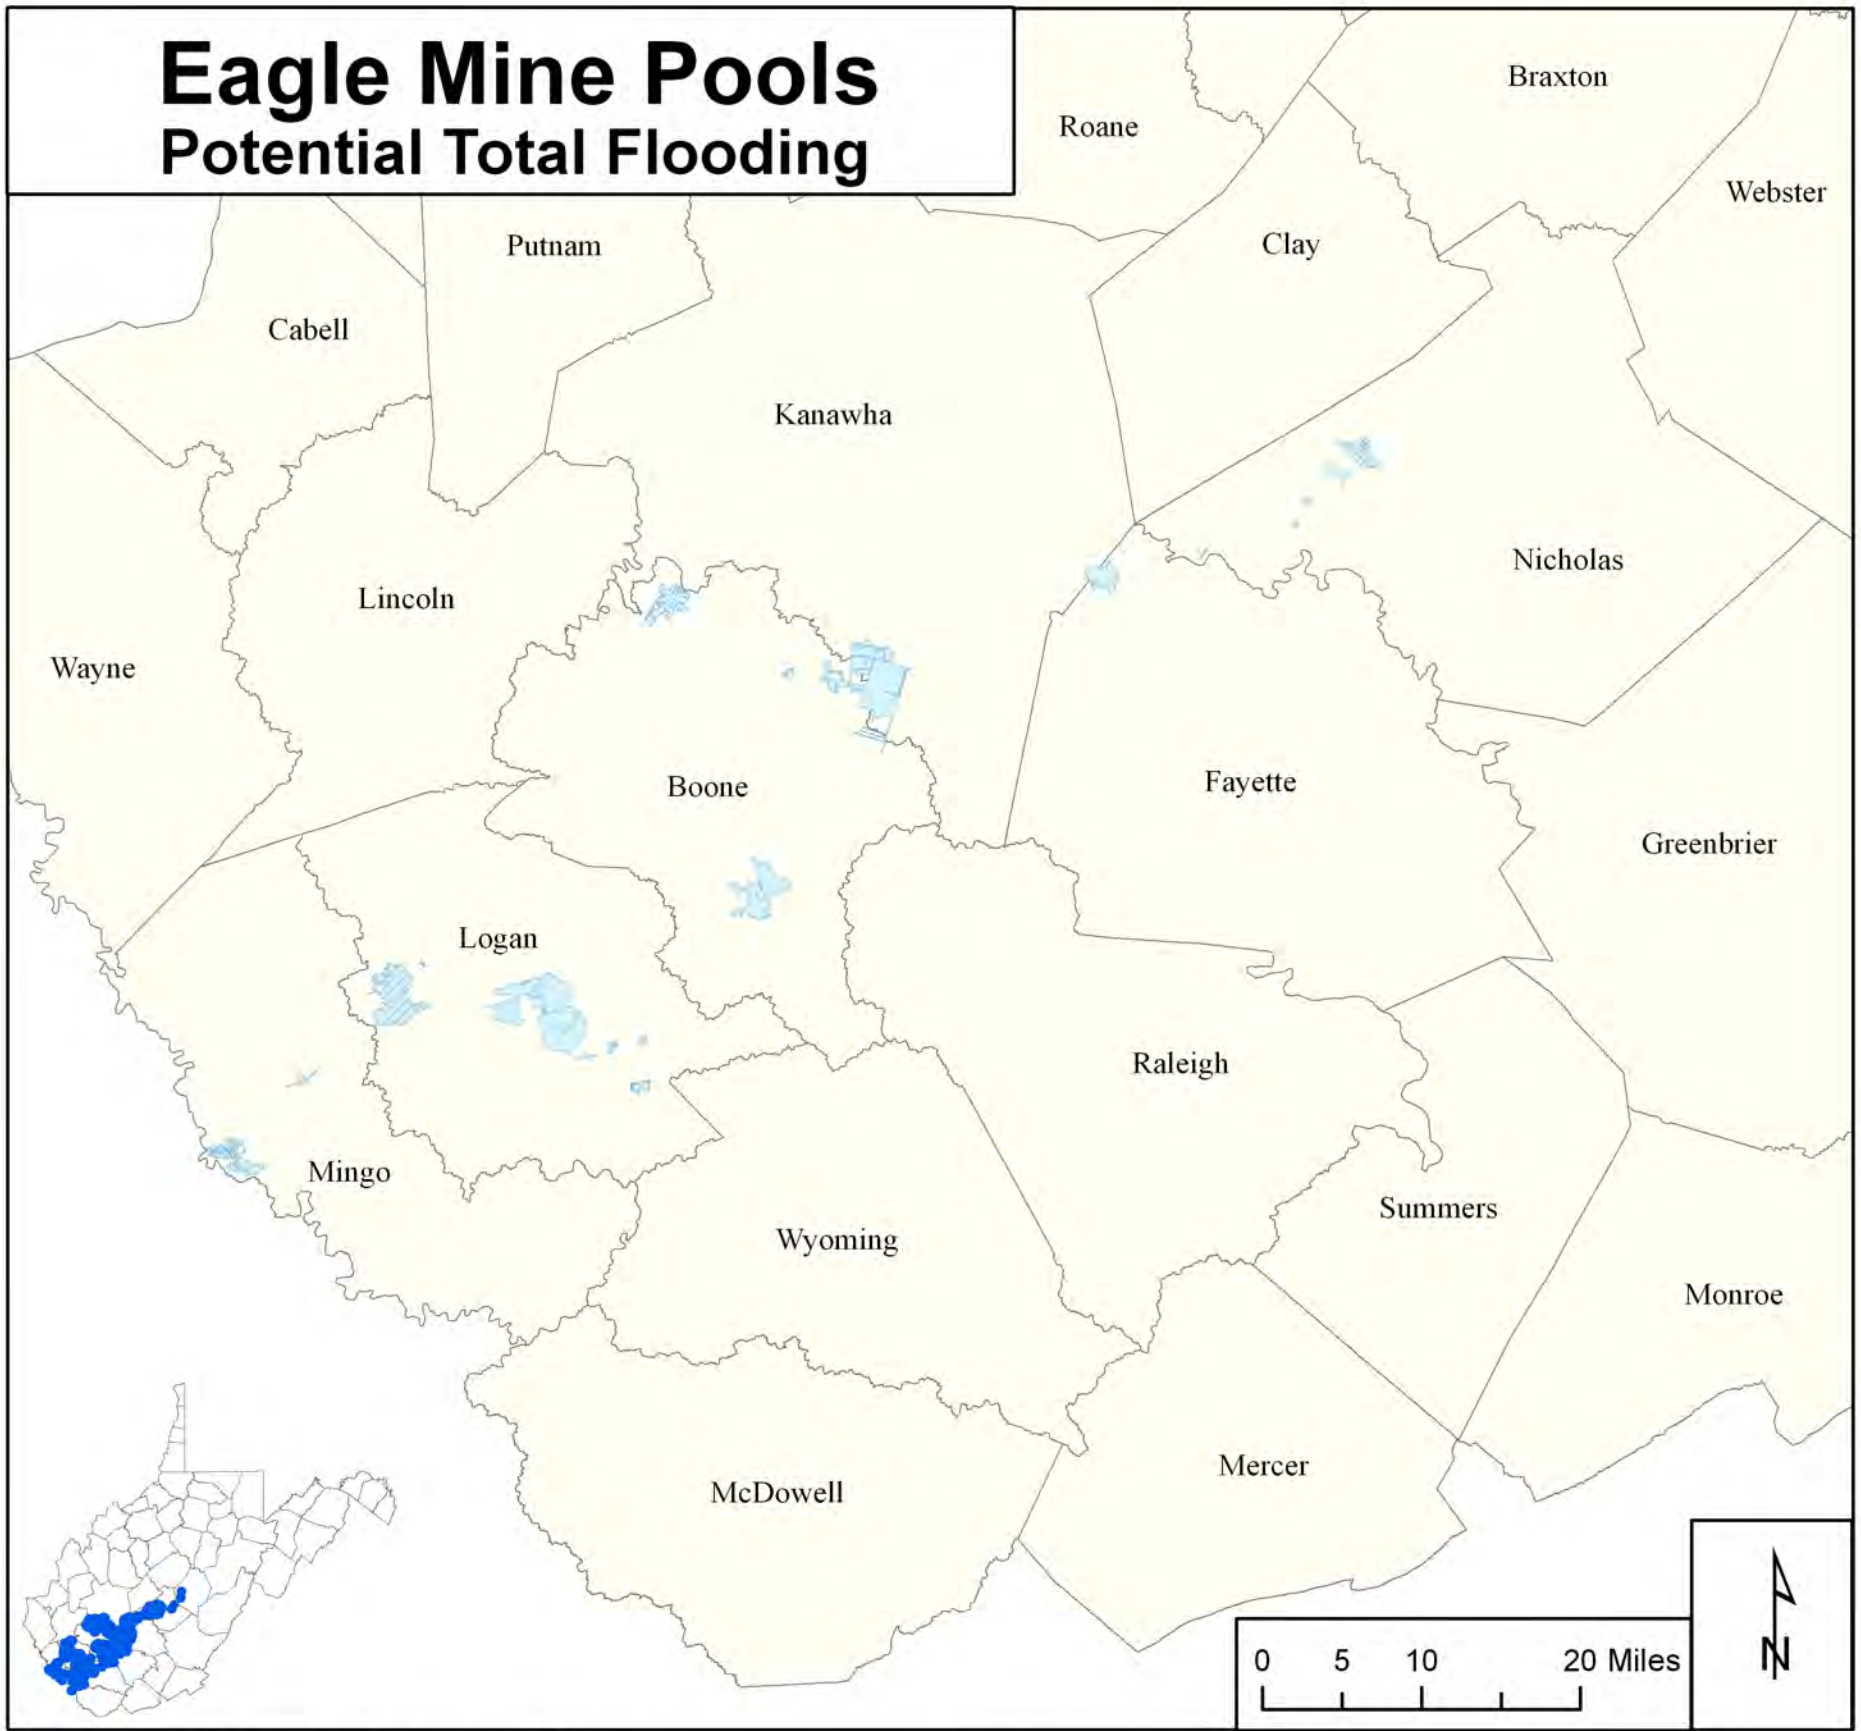 Eagle Mine Pools
Potential Total Flooding
Braxton
Roane
Webster
Putnam
Clay
Cabell
Kanawha
Nicholas
Lincoln
Wayne
Boone
Fayette
Greenbrier
Logan
Raleigh
Mingo
Summers
Wyoming
Monroe
Mercer
McDowell
0 5 10 20 Miles
N